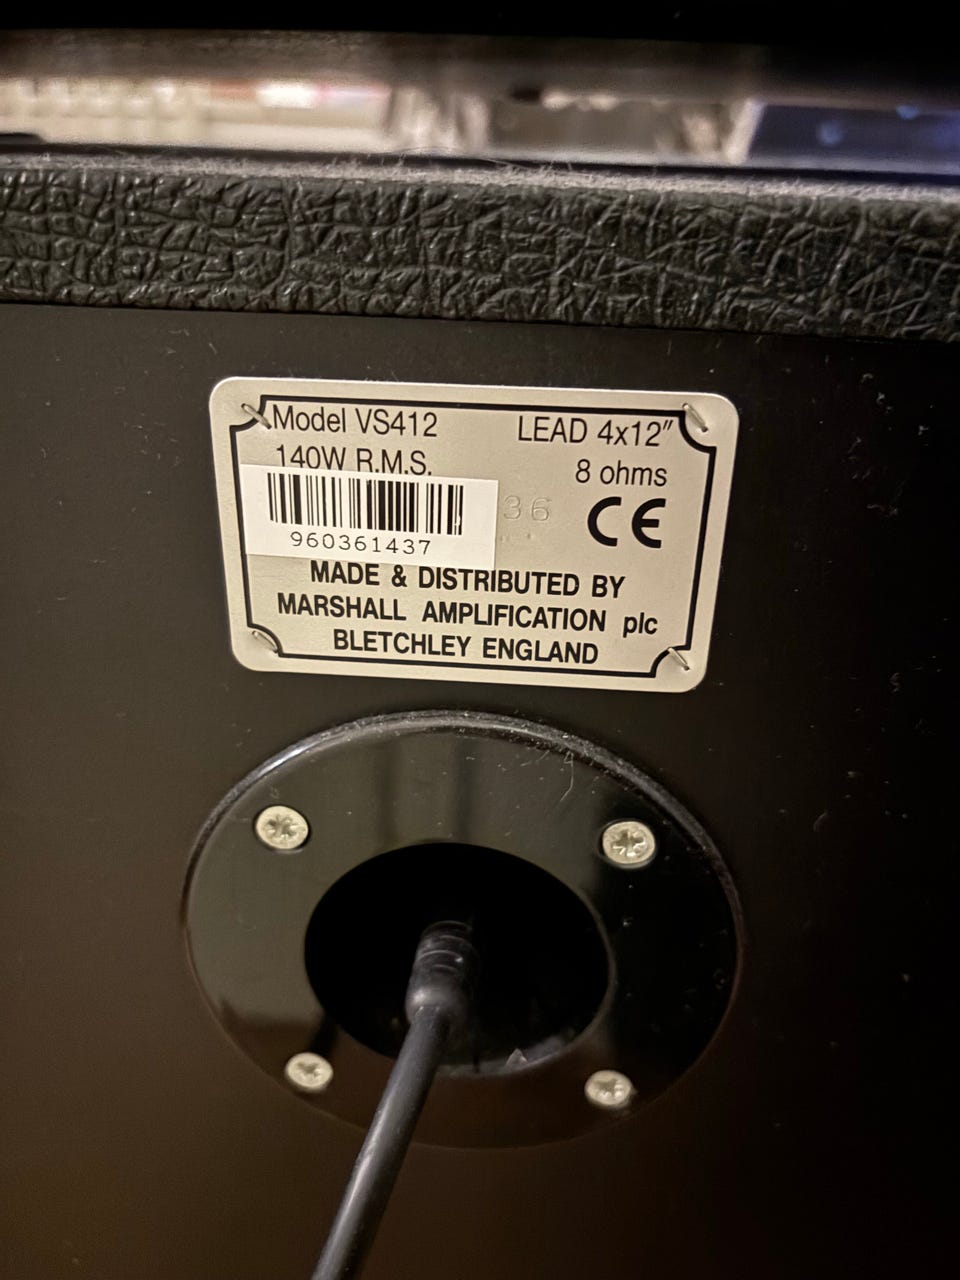 Model VS412 LEAD 4x12"
140W R.M.S. 8 ohms
36 CE
960361437
MADE & DISTRIBUTED BY
MARSHALL AMPLIFICATION plc
BLETCHLEY ENGLAND